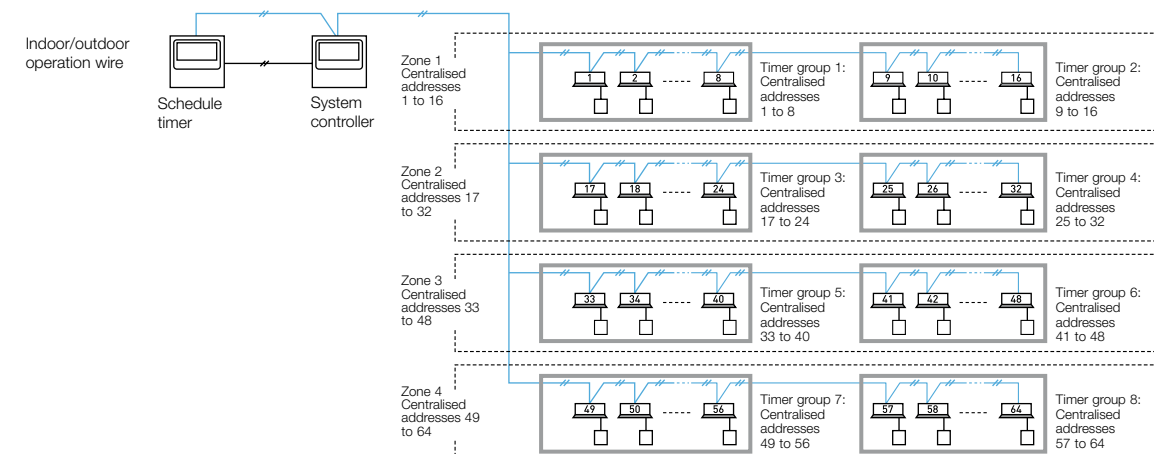 Indoor/outdoor
operation wire
Schedule
timer
System
controller
Zone 1
Centralised
addresses
1 to 16
1 2 8
Timer group 1:
Centralised
addresses
1 to 8
9 10 16
Timer group 2:
Centralised
addresses
9 to 16
Zone 2
Centralised
addresses 17
to 32
17 18 24
Timer group 3:
Centralised
addresses
17 to 24
25 26 32
Timer group 4:
Centralised
addresses
25 to 32
Zone 3
Centralised
addresses 33
to 48
33 34 40
Timer group 5:
Centralised
addresses
33 to 40
41 42 48
Timer group 6:
Centralised
addresses
41 to 48
Zone 4
Centralised
addresses 49
to 64
49 50 56
Timer group 7:
Centralised
addresses
49 to 56
57 58 64
Timer group 8:
Centralised
addresses
57 to 64